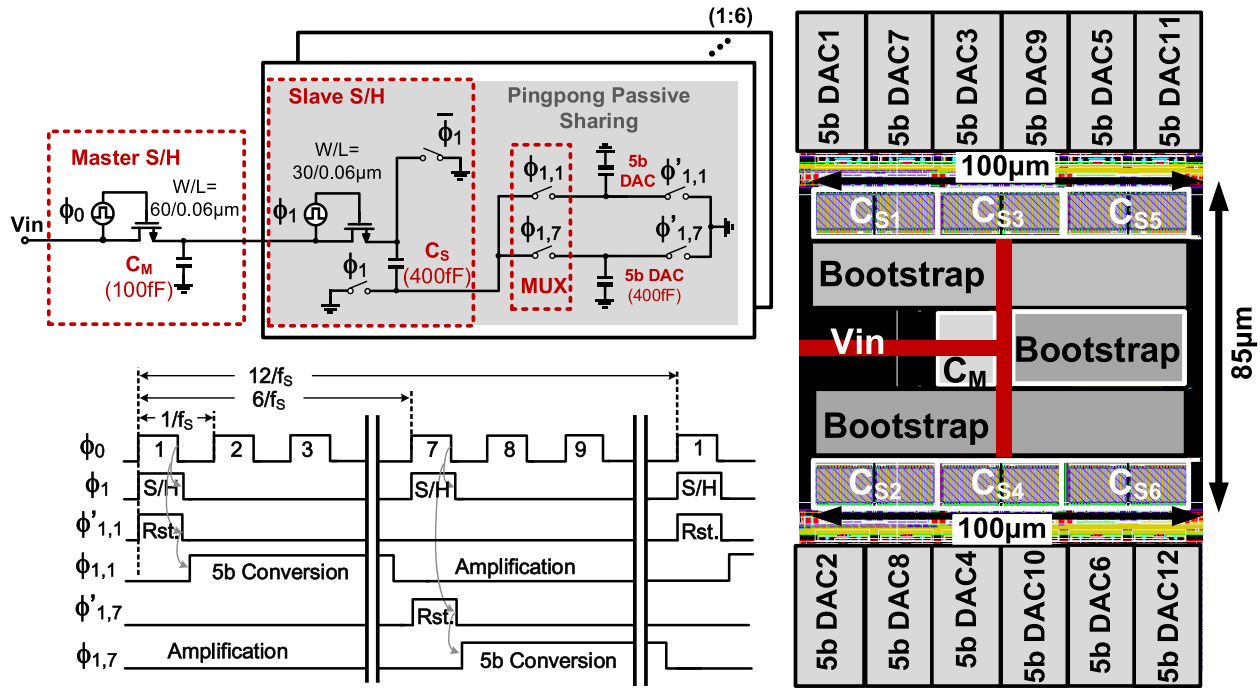 (1:6)
Slave S/H
Pingpong Passive
Sharing
Master S/H
W/L=
60/0.06μm
Vin
ϕ0
CM
(100fF)
W/L=
30/0.06μm
ϕ1
ϕ̅1
ϕ1
CS
(400fF)
ϕ1,1
ϕ1,7
MUX
5b
DAC
ϕ'1,1
ϕ'1,7
5b DAC
(400fF)
12/fS
6/fS
1/fS
ϕ0
1
2
3
7
8
9
1
ϕ1
S/H
S/H
S/H
ϕ'1,1
Rst.
Rst.
ϕ1,1
5b Conversion
Amplification
ϕ'1,7
Rst.
ϕ1,7
Amplification
5b Conversion
5b DAC1
5b DAC7
5b DAC3
5b DAC9
5b DAC5
5b DAC11
100μm
CS1
CS3
CS5
Bootstrap
Vin
CM
Bootstrap
Bootstrap
85μm
CS2
CS4
CS6
100μm
5b DAC2
5b DAC8
5b DAC4
5b DAC10
5b DAC6
5b DAC12